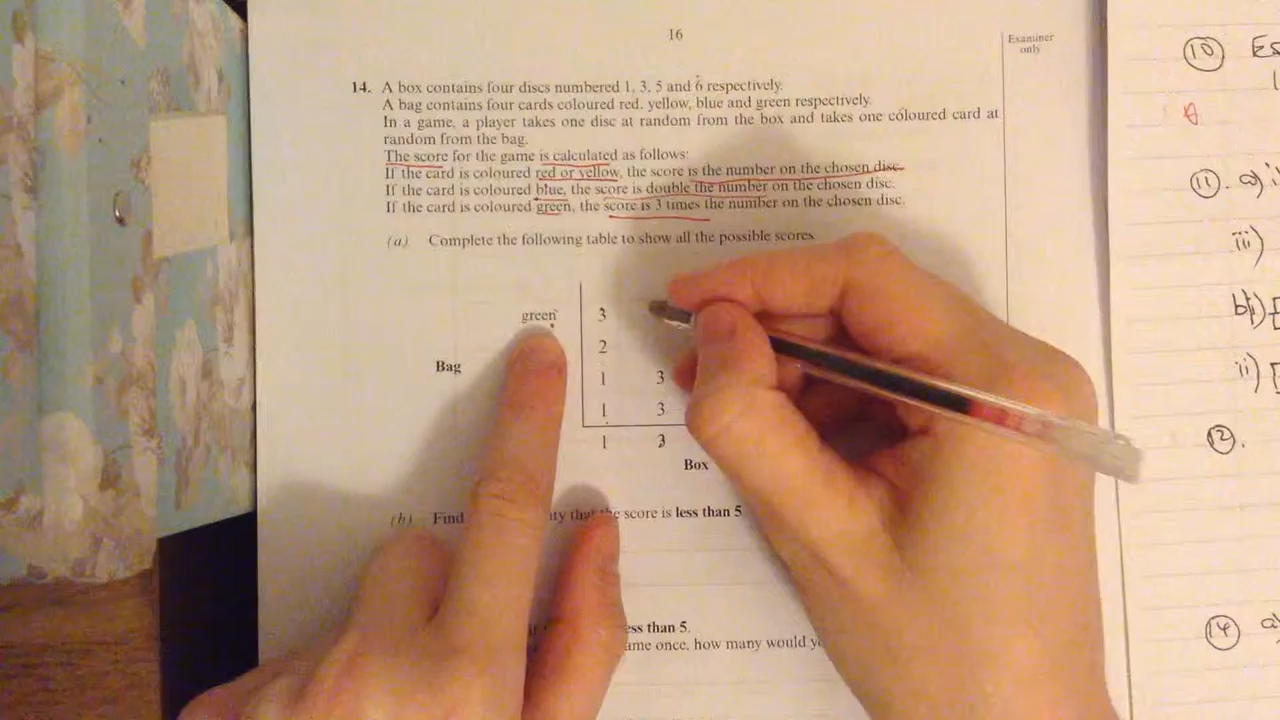 16
Examiner
only
14. A box contains four discs numbered 1, 3, 5 and 6 respectively.
A bag contains four cards coloured red, yellow, blue and green respectively.
In a game, a player takes one disc at random from the box and takes one coloured card at
random from the bag.
The score for the game is calculated as follows:
If the card is coloured red or yellow, the score is the number on the chosen disc.
If the card is coloured blue, the score is double the number on the chosen disc.
If the card is coloured green, the score is 3 times the number on the chosen disc.
(a) Complete the following table to show all the possible scores
green 3
2
Bag
1 3
1 3
1 3
Box
(b) Find the score is less than 5
less than 5.
once, how many would
10
11. a)
iii)
b)i)
ii)
12.
14